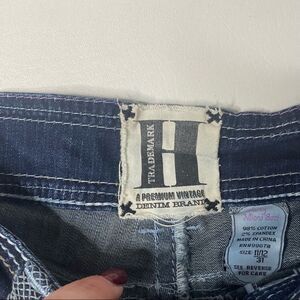 TRADEMARK
A PREMIUM VINTAGE
DENIM BRAND
98% COTTON
2% SPANDEX
MADE IN CHINA
SIZE: 11/12
31
SEE REVERSE
FOR CARE